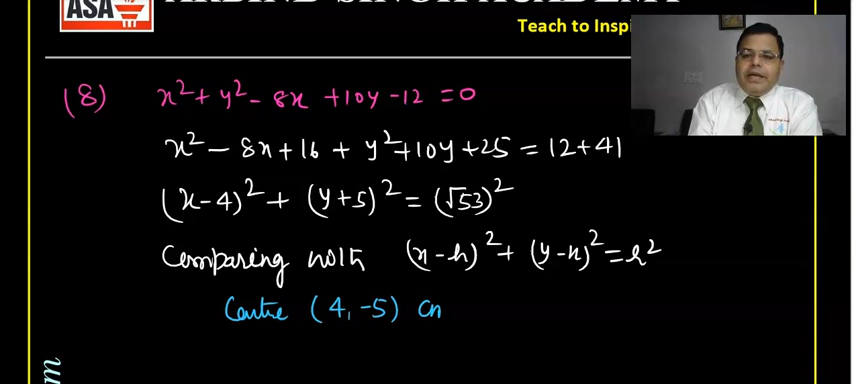 ASA
Teach to Inspi
(8) x² + y² - 8x + 10y - 12 = 0
x² - 8x + 16 + y² + 10y + 25 = 12 + 41
(x - 4)² + (y + 5)² = (√53)²
Comparing with (x - h)² + (y - k)² = r²
Centre (4, -5) an
m